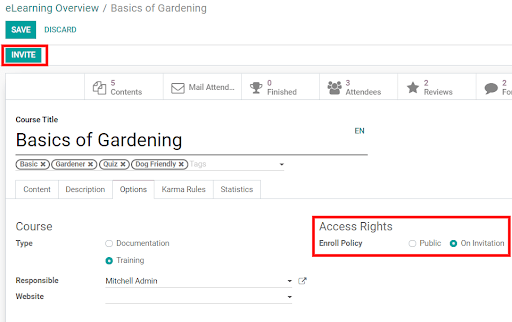 eLearning Overview / Basics of Gardening
SAVE DISCARD
INVITE
5 Contents
Mail Attend...
0 Finished
3 Attendees
2 Reviews
2
Course Title
Basics of Gardening EN
Basic Gardener Quiz Dog Friendly Tags
Content Description Options Karma Rules Statistics
Course Access Rights
Type Documentation Enroll Policy Public On Invitation
Training
Responsible Mitchell Admin
Website